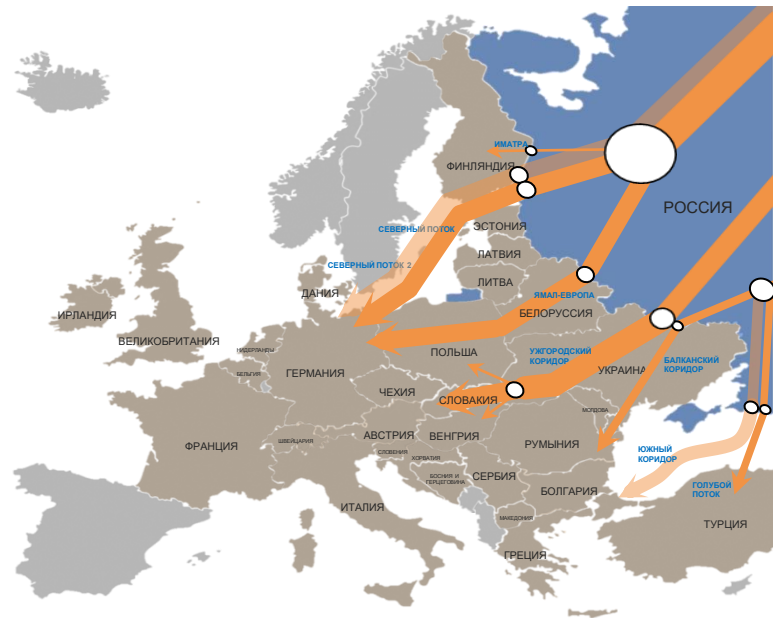 ИМАТРА
ФИНЛЯНДИЯ
РОССИЯ
СЕВЕРНЫЙ ПОТОК
ЭСТОНИЯ
ЛАТВИЯ
СЕВЕРНЫЙ ПОТОК 2
ЛИТВА
ДАНИЯ
ЯМАЛ-ЕВРОПА
ИРЛАНДИЯ
БЕЛОРУССИЯ
ВЕЛИКОБРИТАНИЯ
НИДЕРЛАНДЫ
ПОЛЬША
УЖГОРОДСКИЙ
КОРИДОР
БАЛКАНСКИЙ
КОРИДОР
БЕЛЬГИЯ
ГЕРМАНИЯ
УКРАИНА
ЧЕХИЯ
СЛОВАКИЯ
МОЛДОВА
АВСТРИЯ
ВЕНГРИЯ
ФРАНЦИЯ
ШВЕЙЦАРИЯ
РУМЫНИЯ
СЛОВЕНИЯ
ХОРВАТИЯ
ЮЖНЫЙ
КОРИДОР
БОСНИЯ И
ГЕРЦЕГОВИНА
СЕРБИЯ
БОЛГАРИЯ
ГОЛУБОЙ
ПОТОК
ИТАЛИЯ
МАКЕДОНИЯ
ТУРЦИЯ
ГРЕЦИЯ